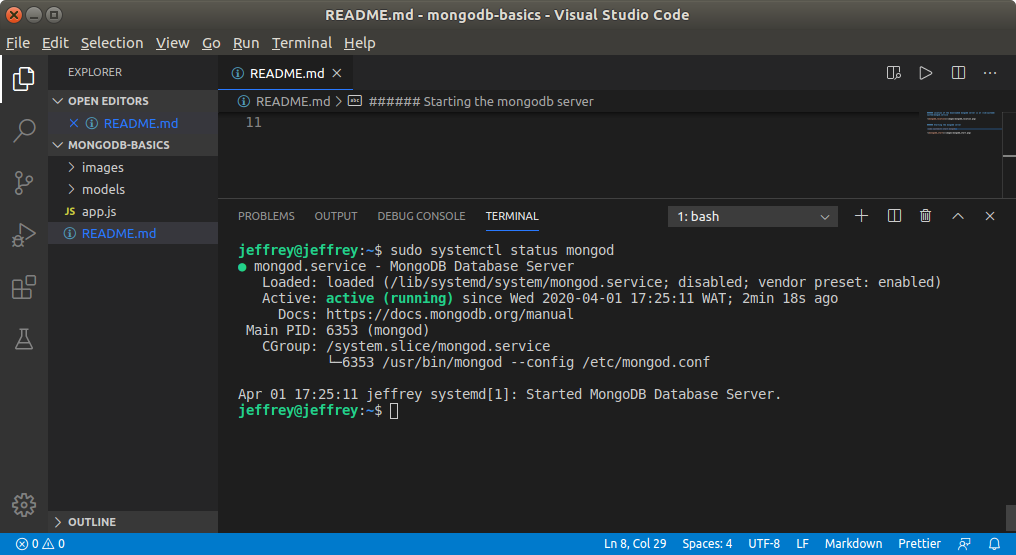 README.md - mongodb-basics - Visual Studio Code
File Edit Selection View Go Run Terminal Help
EXPLORER
OPEN EDITORS
README.md
MONGODB-BASICS
images
models
JS app.js
README.md
OUTLINE
README.md
README.md > ###### Starting the mongodb server
11
PROBLEMS OUTPUT DEBUG CONSOLE TERMINAL 1: bash
jeffrey@jeffrey:~$ sudo systemctl status mongod
● mongod.service - MongoDB Database Server
Loaded: loaded (/lib/systemd/system/mongod.service; disabled; vendor preset: enabled)
Active: active (running) since Wed 2020-04-01 17:25:11 WAT; 2min 18s ago
Docs: https://docs.mongodb.org/manual
Main PID: 6353 (mongod)
CGroup: /system.slice/mongod.service
└─6353 /usr/bin/mongod --config /etc/mongod.conf
Apr 01 17:25:11 jeffrey systemd[1]: Started MongoDB Database Server.
jeffrey@jeffrey:~$
0 0 Ln 8, Col 29 Spaces: 4 UTF-8 LF Markdown Prettier